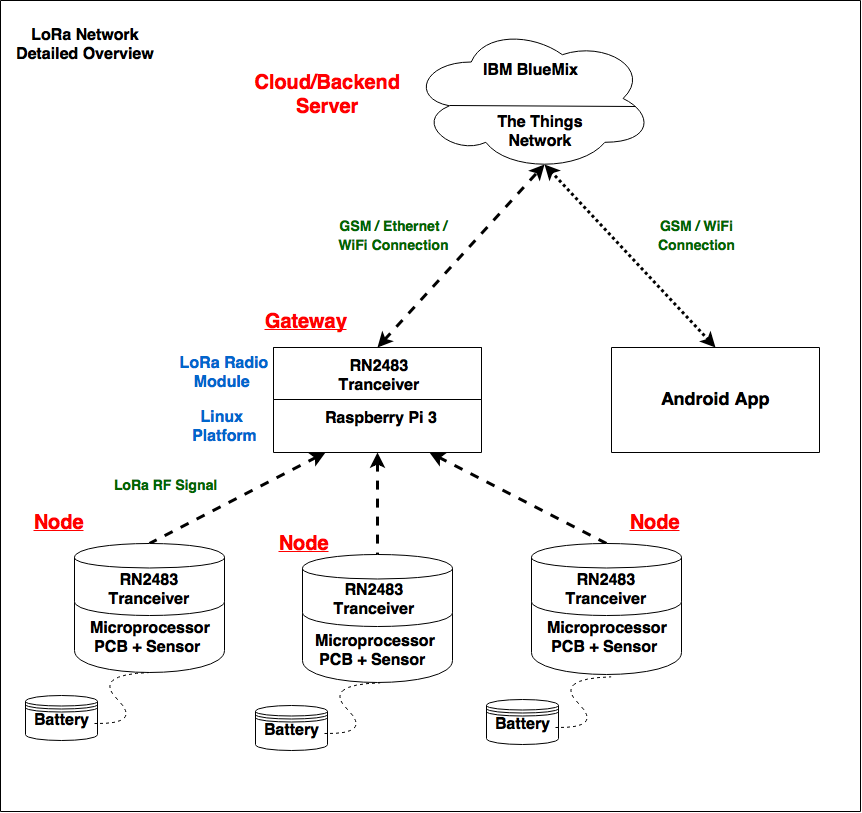 LoRa Network
Detailed Overview
Cloud/Backend
Server
IBM BlueMix
The Things
Network
GSM / Ethernet /
WiFi Connection
GSM / WiFi
Connection
Gateway
LoRa Radio
Module
RN2483
Tranceiver
Linux
Platform
Raspberry Pi 3
Android App
LoRa RF Signal
Node
RN2483
Tranceiver
Microprocessor
PCB + Sensor
Battery
Node
RN2483
Tranceiver
Microprocessor
PCB + Sensor
Battery
Node
RN2483
Tranceiver
Microprocessor
PCB + Sensor
Battery